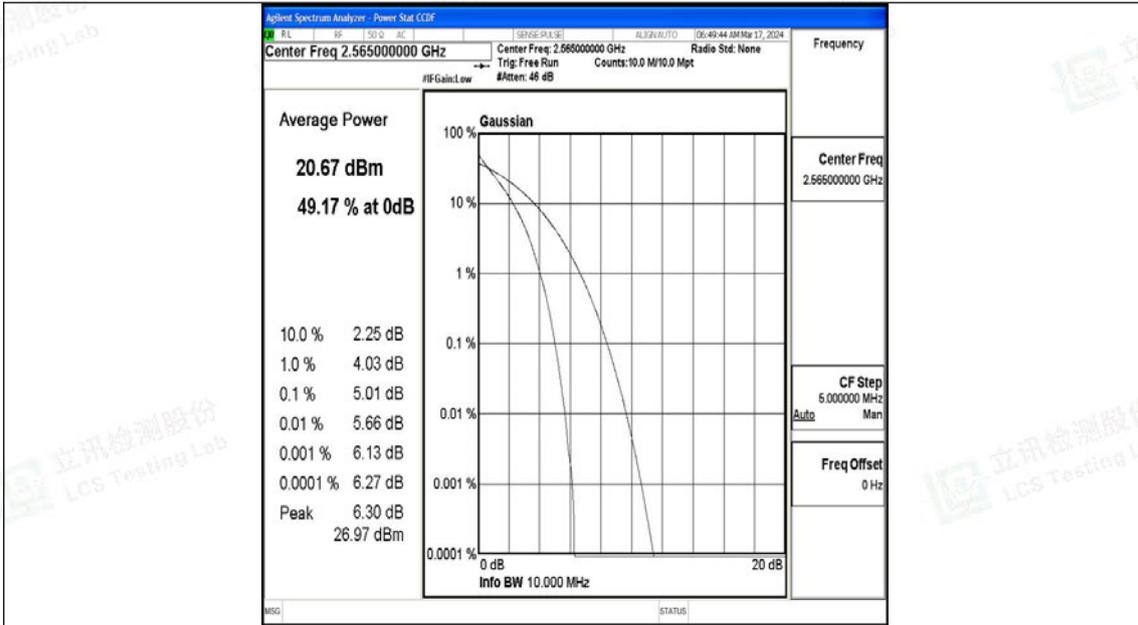 Agilent Spectrum Analyzer - Power Stat CCDF
RL RF 50 Ω AC SENSE:PULSE ALIGN AUTO 06:49:44 AM Mar 17, 2024
Center Freq 2.565000000 GHz
Center Freq: 2.565000000 GHz Radio Std: None
Trig: Free Run Counts:10.0 M/10.0 Mpt
#IFGain:Low #Atten: 46 dB
Frequency
Average Power
20.67 dBm
49.17 % at 0dB
10.0 % 2.25 dB
1.0 % 4.03 dB
0.1 % 5.01 dB
0.01 % 5.66 dB
0.001 % 6.13 dB
0.0001 % 6.27 dB
Peak 6.30 dB
26.97 dBm
Gaussian
100 %
10 %
1 %
0.1 %
0.01 %
0.001 %
0.0001 %
0 dB 20 dB
Info BW 10.000 MHz
Center Freq
2.565000000 GHz
CF Step
5.000000 MHz
Auto Man
Freq Offset
0 Hz
MSG STATUS
立讯检测股份
LCS Testing Lab
立讯检测股份
LCS Testing L